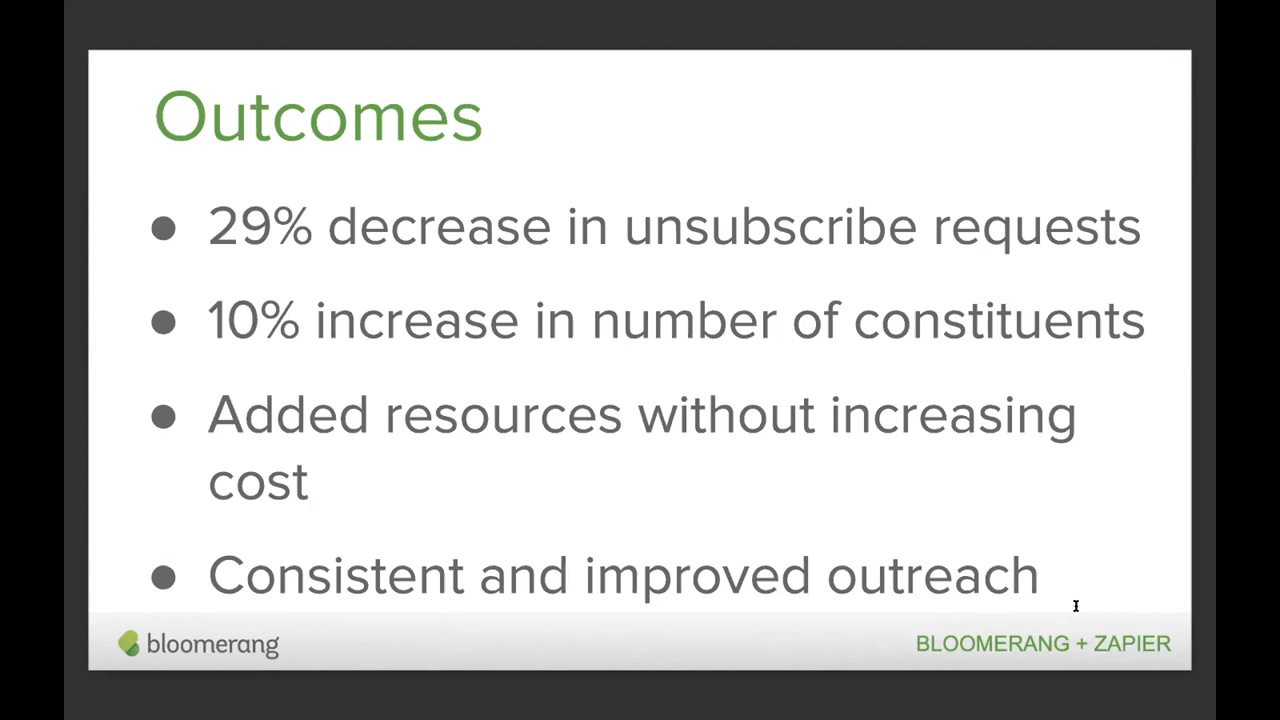 Outcomes
● 29% decrease in unsubscribe requests
● 10% increase in number of constituents
● Added resources without increasing
cost
● Consistent and improved outreach
bloomerang
BLOOMERANG + ZAPIER